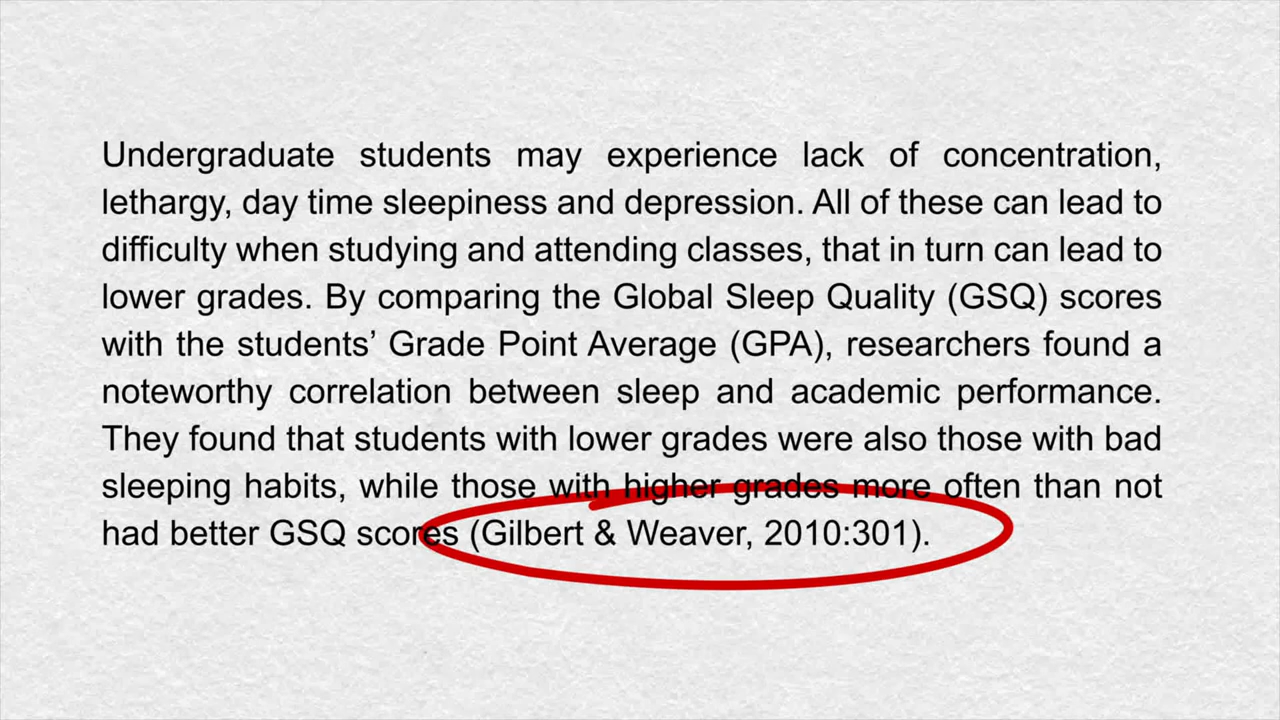 Undergraduate students may experience lack of concentration,
lethargy, day time sleepiness and depression. All of these can lead to
difficulty when studying and attending classes, that in turn can lead to
lower grades. By comparing the Global Sleep Quality (GSQ) scores
with the students’ Grade Point Average (GPA), researchers found a
noteworthy correlation between sleep and academic performance.
They found that students with lower grades were also those with bad
sleeping habits, while those with higher grades more often than not
had better GSQ scores (Gilbert & Weaver, 2010:301).